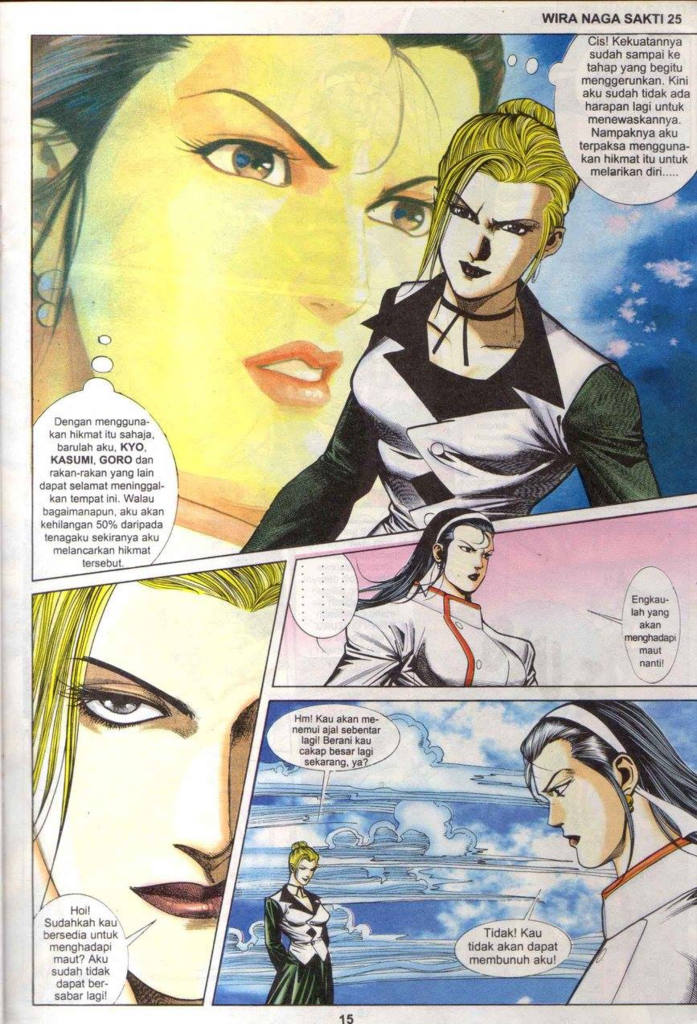 WIRA NAGA SAKTI 25
Cis! Kekuatannya
sudah sampai ke
tahap yang begitu
menggerunkan. Kini
aku sudah tidak ada
harapan lagi untuk
menewaskannya.
Nampaknya aku
terpaksa mengguna-
kan hikmat itu untuk
melarikan diri.....
Dengan mengguna-
kan hikmat itu sahaja,
barulah aku, KYO,
KASUMI, GORO dan
rakan-rakan yang lain
dapat selamat meninggal-
kan tempat ini. Walau
bagaimanapun, aku akan
kehilangan 50% daripada
tenagaku sekiranya aku
melancarkan hikmat
tersebut.
Engkau-
lah yang
akan
menghadapi
maut
nanti!
Hoi!
Sudahkah kau
bersedia untuk
menghadapi
maut? Aku
sudah tidak
dapat ber-
sabar lagi!
Hm! Kau akan me-
nemui ajal sebentar
lagi! Berani kau
cakap besar lagi
sekarang, ya?
Tidak! Kau
tidak akan dapat
membunuh aku!
15